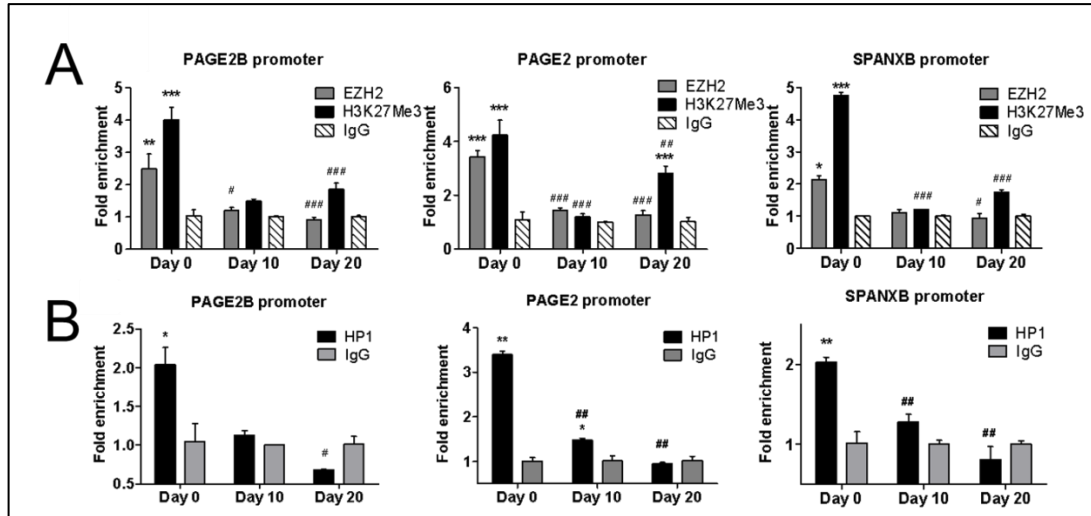 A
PAGE2B promoter
Fold enrichment
5
4
3
2
1
0
**
***
#
###
###
EZH2
H3K27Me3
IgG
Day 0
Day 10
Day 20
PAGE2 promoter
Fold enrichment
6
4
2
0
***
***
###
###
###
##
***
EZH2
H3K27Me3
IgG
Day 0
Day 10
Day 20
SPANXB promoter
Fold enrichment
5
4
3
2
1
0
*
***
###
#
###
EZH2
H3K27Me3
IgG
Day 0
Day 10
Day 20
B
PAGE2B promoter
Fold enrichment
2.5
2.0
1.5
1.0
0.5
*
#
HP1
IgG
Day 0
Day 10
Day 20
PAGE2 promoter
Fold enrichment
4
3
2
1
**
##
*
##
HP1
IgG
Day 0
Day 10
Day 20
SPANXB promoter
Fold enrichment
2
1
**
##
##
HP1
IgG
Day 0
Day 10
Day 20